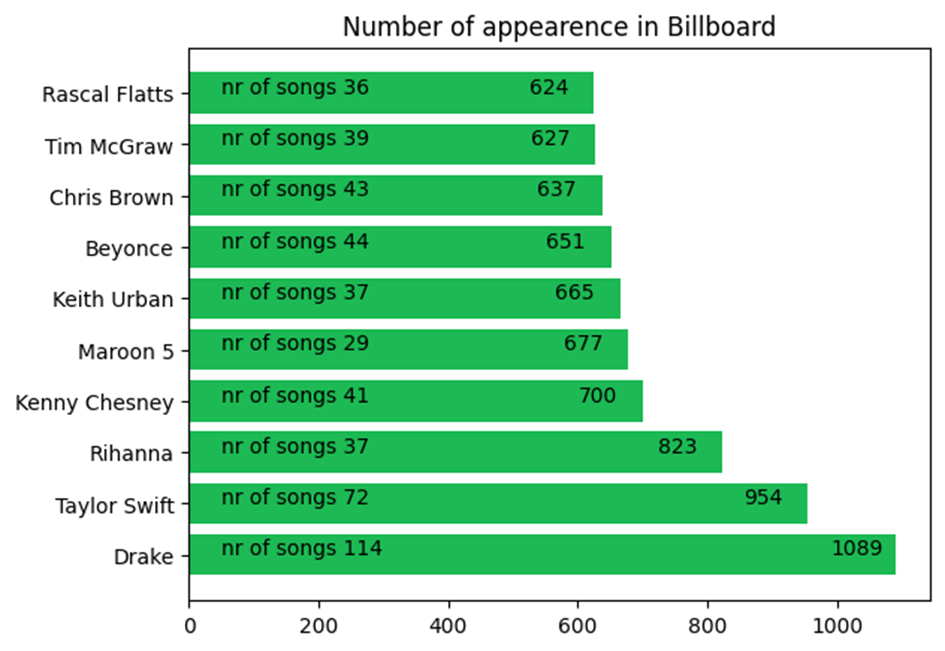 Number of appearence in Billboard
Rascal Flatts nr of songs 36 624
Tim McGraw nr of songs 39 627
Chris Brown nr of songs 43 637
Beyonce nr of songs 44 651
Keith Urban nr of songs 37 665
Maroon 5 nr of songs 29 677
Kenny Chesney nr of songs 41 700
Rihanna nr of songs 37 823
Taylor Swift nr of songs 72 954
Drake nr of songs 114 1089
0 200 400 600 800 1000